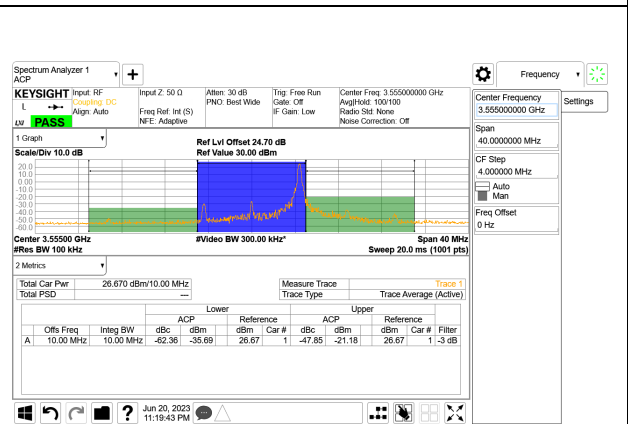 Spectrum Analyzer 1
ACP
Frequency
KEYSIGHT Input: RF Input Z: 50 Ω Atten: 30 dB Trig: Free Run Center Freq: 3.555000000 GHz
L Coupling: DC PNO: Best Wide Gate: Off Avg|Hold: 100/100
Align: Auto Freq Ref: Int (S) IF Gain: Low Radio Std: None
LXI PASS NFE: Adaptive Noise Correction: Off
1 Graph
Ref Lvl Offset 24.70 dB
Scale/Div 10.0 dB Ref Value 30.00 dBm
20.0
10.0
0.00
-10.0
-20.0
-30.0
-40.0
-50.0
-60.0
Center 3.55500 GHz #Video BW 300.00 kHz* Span 40 MHz
#Res BW 100 kHz Sweep 20.0 ms (1001 pts)
2 Metrics
Total Car Pwr 26.670 dBm/10.00 MHz Measure Trace Trace 1
Total PSD --- Trace Type Trace Average (Active)
Lower Upper
ACP Reference ACP Reference
Offs Freq Integ BW dBc dBm dBm Car # dBc dBm dBm Car # Filter
A 10.00 MHz 10.00 MHz -62.36 -35.69 26.67 1 -47.85 -21.18 26.67 1 -3 dB
Center Frequency
3.555000000 GHz
Settings
Span
40.0000000 MHz
CF Step
4.000000 MHz
Auto
Man
Freq Offset
0 Hz
?
Jun 20, 2023
11:19:43 PM